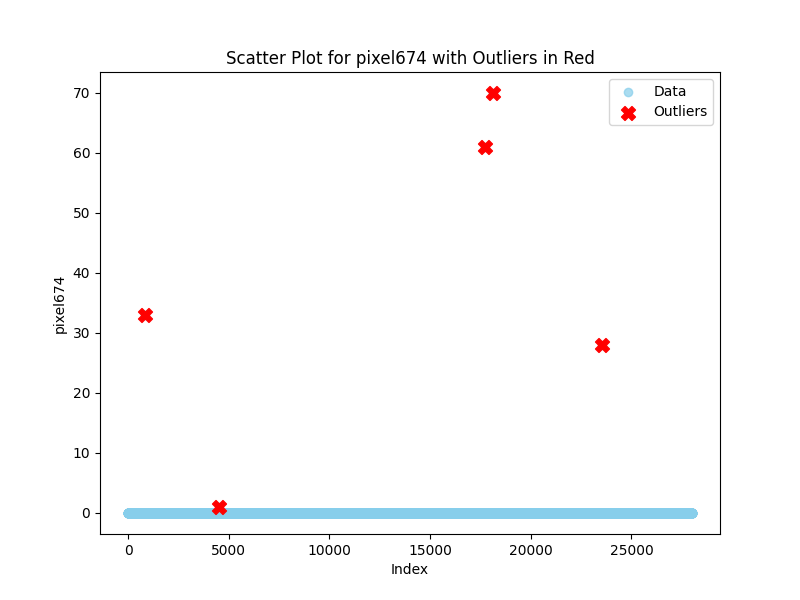 Scatter Plot for pixel674 with Outliers in Red
Data
Outliers
70
60
50
40
30
20
10
0
pixel674
0 5000 10000 15000 20000 25000
Index